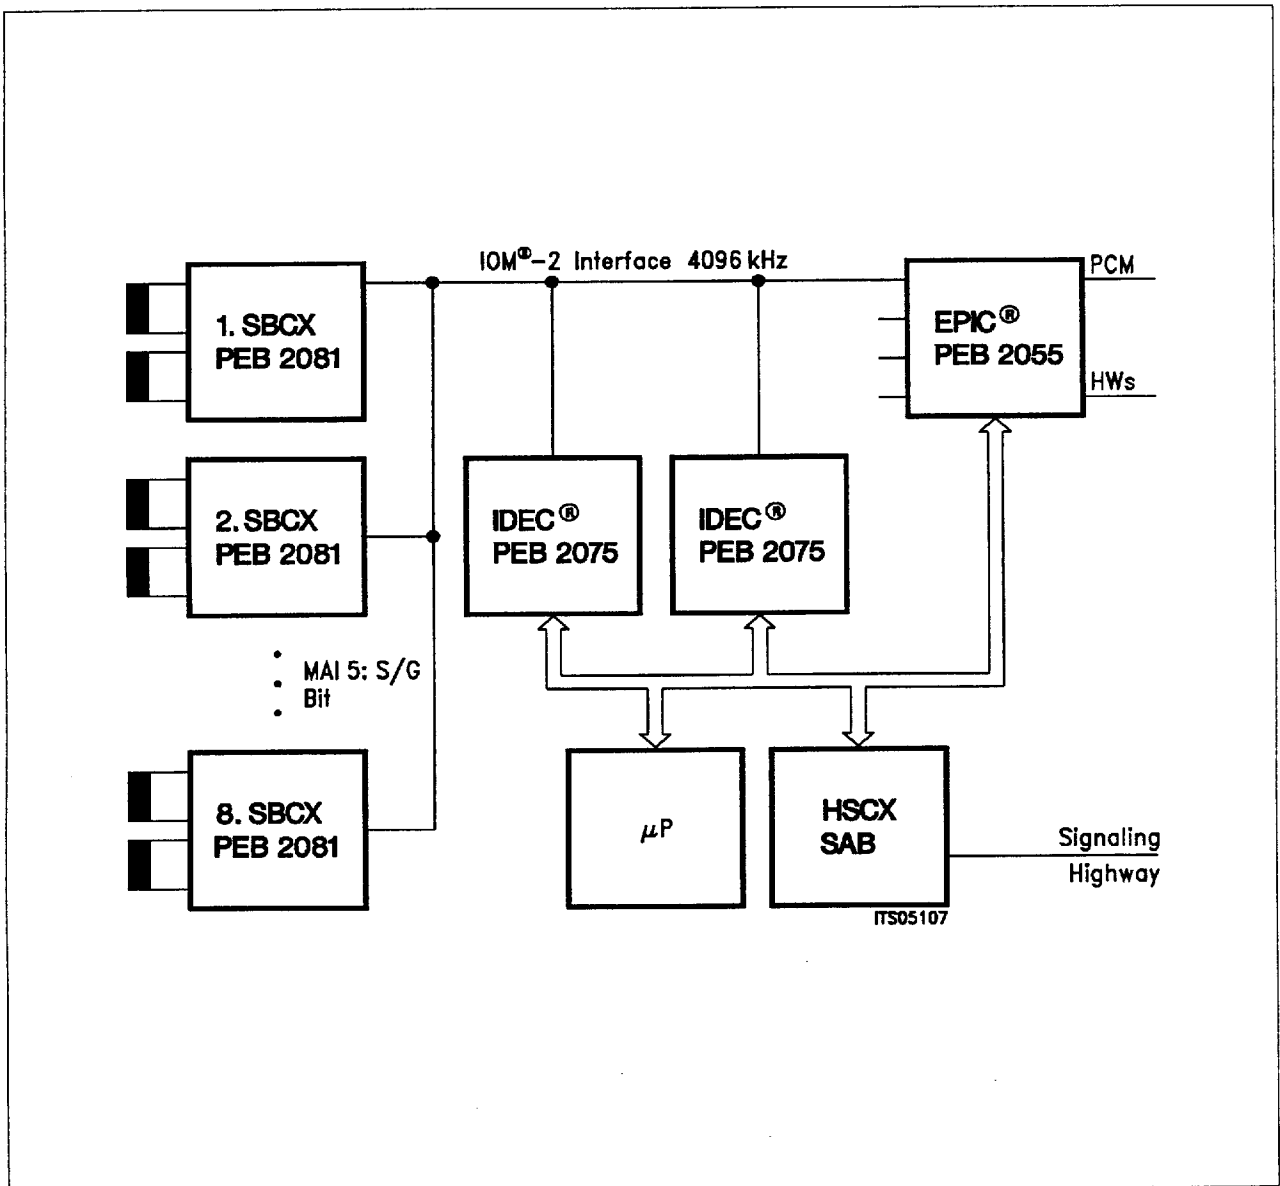 IOM®-2 Interface 4096 kHz
PCM
1. SBCX
PEB 2081
EPIC®
PEB 2055
HWs
2. SBCX
PEB 2081
IDEC®
PEB 2075
IDEC®
PEB 2075
MAI 5: S/G
Bit
8. SBCX
PEB 2081
μP
HSCX
SAB
Signaling
Highway
ITS05107